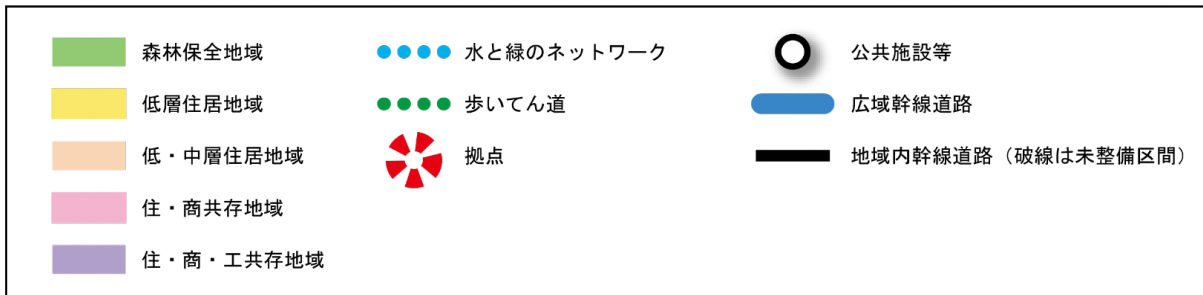 森林保全地域
低層住居地域
低・中層住居地域
住・商共存地域
住・商・工共存地域
水と緑のネットワーク
歩いてん道
拠点
公共施設等
広域幹線道路
地域内幹線道路（破線は未整備区間）